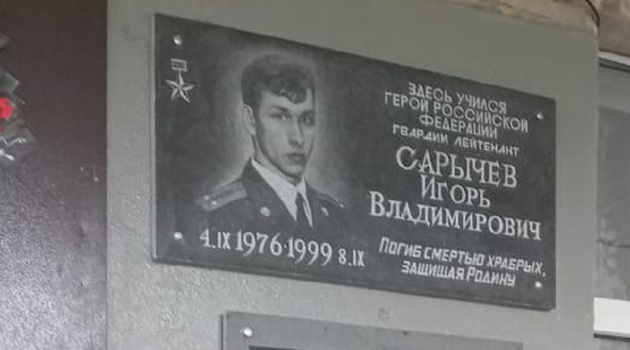 ЗДЕСЬ УЧИЛСЯ
ГЕРОЙ РОССИЙСКОЙ
ФЕДЕРАЦИИ
ГВАРДИИ ЛЕЙТЕНАНТ
САРЫЧЕВ
ИГОРЬ
ВЛАДИМИРОВИЧ
4.IX 1976-1999 8.IX
ПОГИБ СМЕРТЬЮ ХРАБРЫХ,
ЗАЩИЩАЯ РОДИНУ